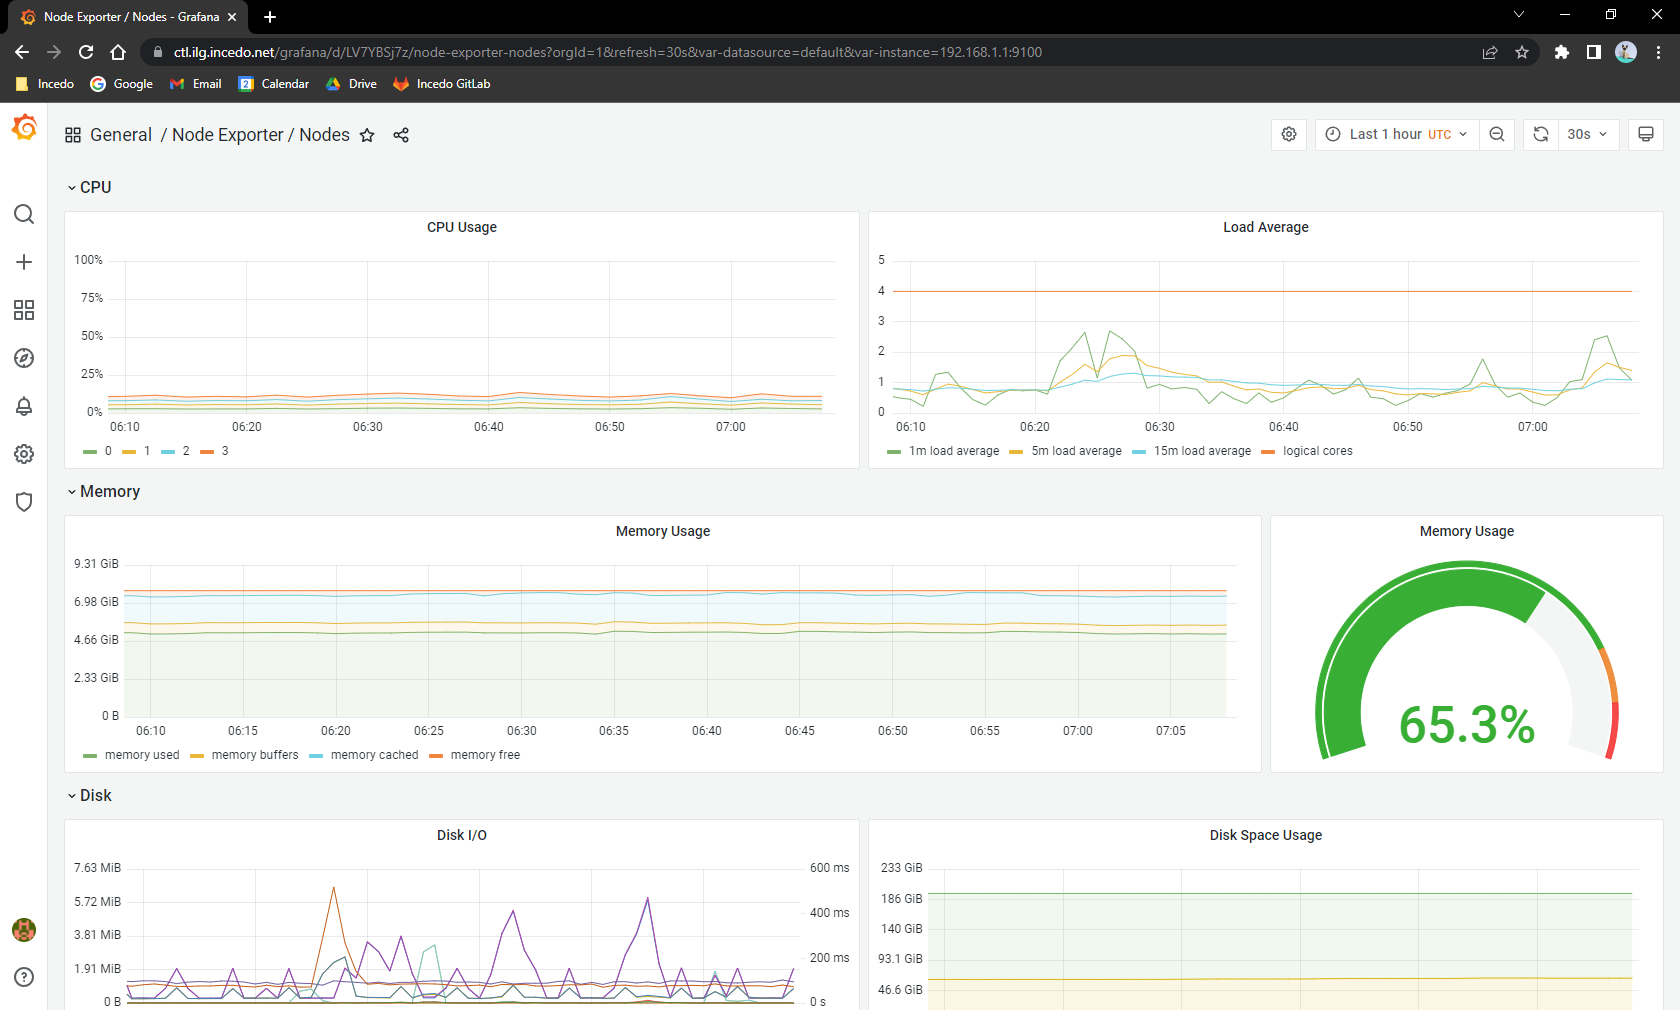 Node Exporter / Nodes - Grafana
ctl.ilg.incedo.net/grafana/d/LV7YBSj7z/node-exporter-nodes?orgId=1&refresh=30s&var-datasource=default&var-instance=192.168.1.1:9100
Incedo Google Email 2 Calendar Drive Incedo GitLab
General / Node Exporter / Nodes
Last 1 hour UTC 30s
CPU
CPU Usage
100%
75%
50%
25%
0%
06:10 06:20 06:30 06:40 06:50 07:00
0 1 2 3
Load Average
5
4
3
2
1
0
06:10 06:20 06:30 06:40 06:50 07:00
1m load average 5m load average 15m load average logical cores
Memory
Memory Usage
9.31 GiB
6.98 GiB
4.66 GiB
2.33 GiB
0 B
06:10 06:15 06:20 06:25 06:30 06:35 06:40 06:45 06:50 06:55 07:00 07:05
memory used memory buffers memory cached memory free
Memory Usage
65.3%
Disk
Disk I/O
7.63 MiB
5.72 MiB
3.81 MiB
1.91 MiB
0 B
600 ms
400 ms
200 ms
0 s
Disk Space Usage
233 GiB
186 GiB
140 GiB
93.1 GiB
46.6 GiB